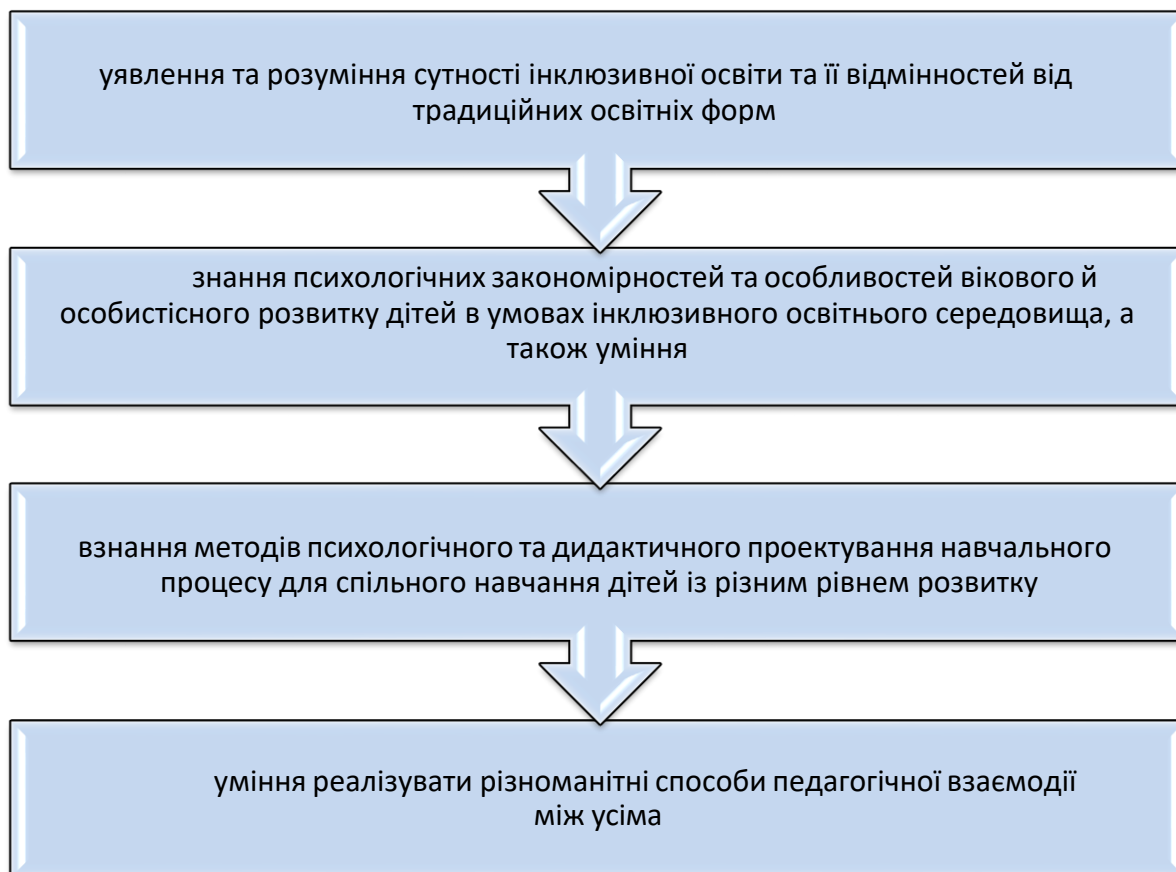 уявлення та розуміння сутності інклюзивної освіти та її відмінностей від
традиційних освітніх форм
знання психологічних закономірностей та особливостей вікового й
особистісного розвитку дітей в умовах інклюзивного освітнього середовища, а
також уміння
взнання методів психологічного та дидактичного проектування навчального
процесу для спільного навчання дітей із різним рівнем розвитку
уміння реалізувати різноманітні способи педагогічної взаємодії
між усіма